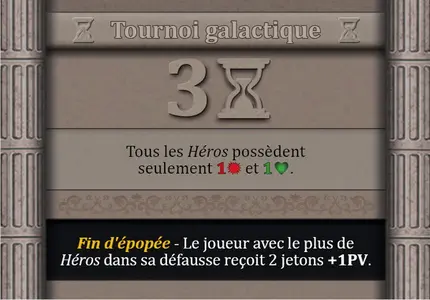 Tournoi galactique
3
Tous les Héros possèdent
seulement 1 et 1.
Fin d'épopée - Le joueur avec le plus de
Héros dans sa défausse reçoit 2 jetons +1PV.